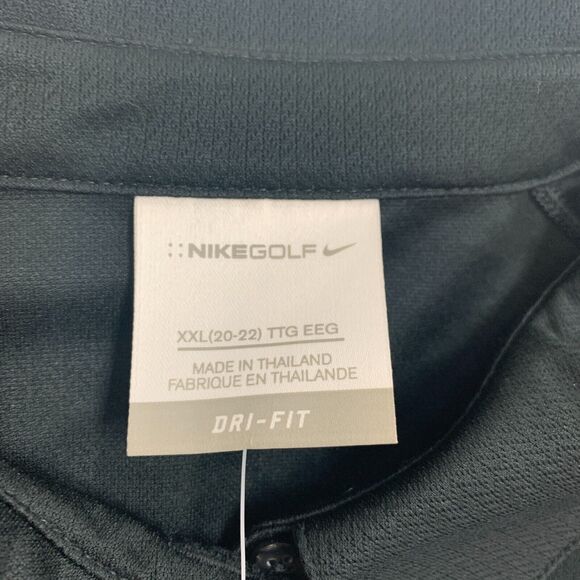 NIKEGOLF
XXL(20-22) TTG EEG
MADE IN THAILAND
FABRIQUE EN THAILANDE
DRI-FIT